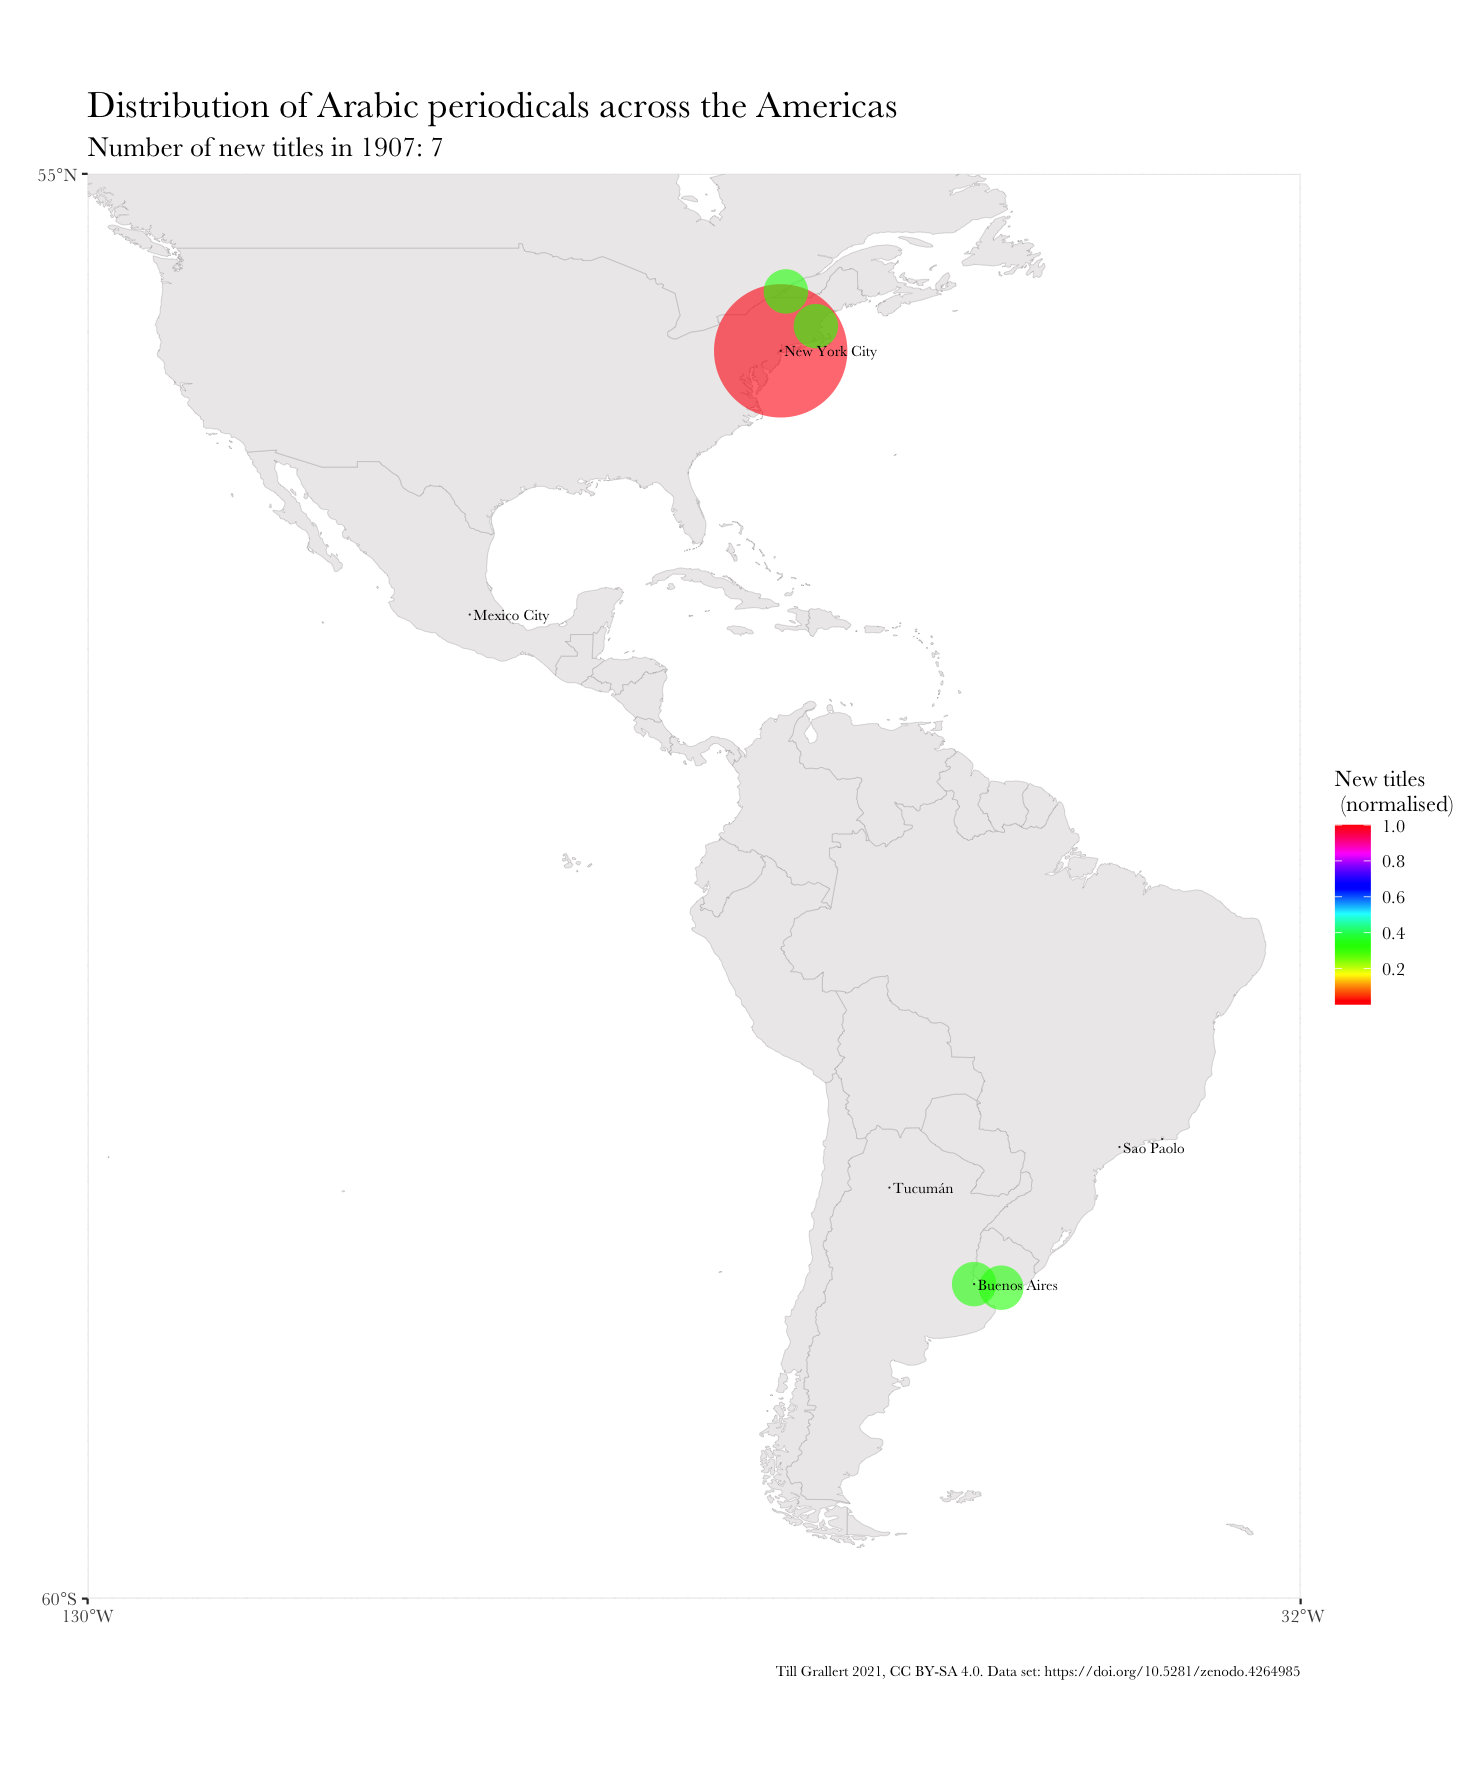 Distribution of Arabic periodicals across the Americas
Number of new titles in 1907: 7
55°N
New York City
Mexico City
New titles
(normalised)
1.0
0.8
0.6
0.4
0.2
Sao Paolo
Tucumán
Buenos Aires
60°S
130°W
32°W
Till Grallert 2021, CC BY-SA 4.0. Data set: https://doi.org/10.5281/zenodo.4264985